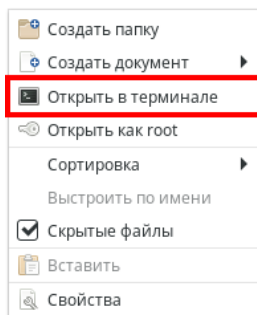 Создать папку
Создать документ
Открыть в терминале
Открыть как root
Сортировка
Выстроить по имени
Скрытые файлы
Вставить
Свойства